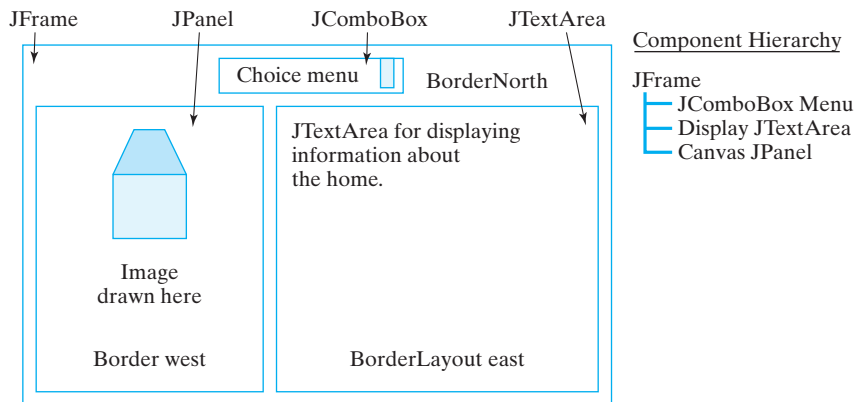 JFrame JPanel JComboBox JTextArea
Component Hierarchy
Choice menu
BorderNorth
JFrame
JComboBox Menu
Display JTextArea
Canvas JPanel
JTextArea for displaying
information about
the home.
Image
drawn here
Border west
BorderLayout east